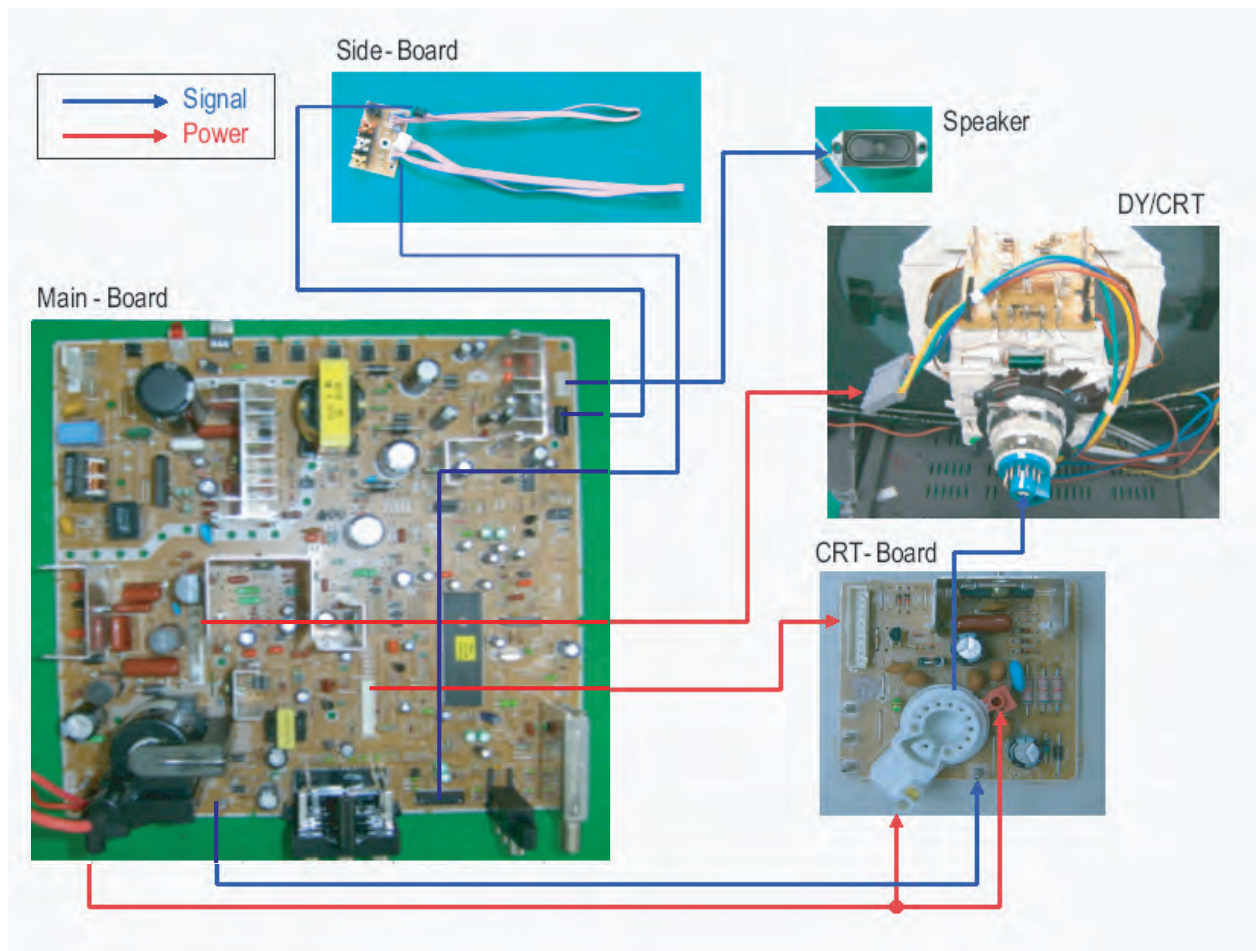 Side - Board
Signal
Power
Speaker
DY/CRT
Main - Board
CRT- Board